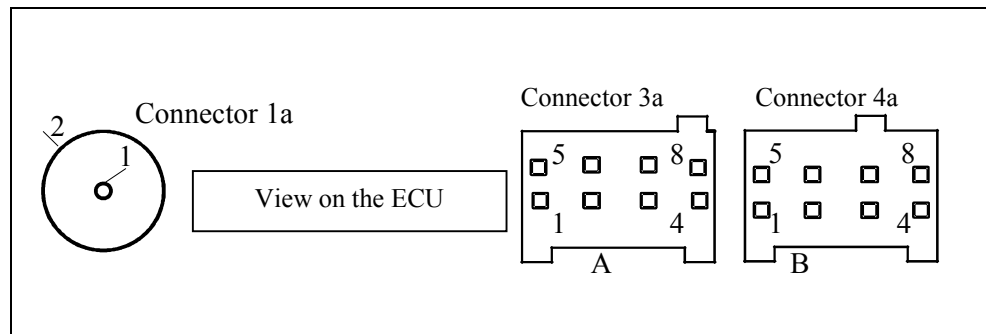 Connector 1a
2
1
View on the ECU
Connector 3a
5 8
1 4
A
Connector 4a
5 8
1 4
B